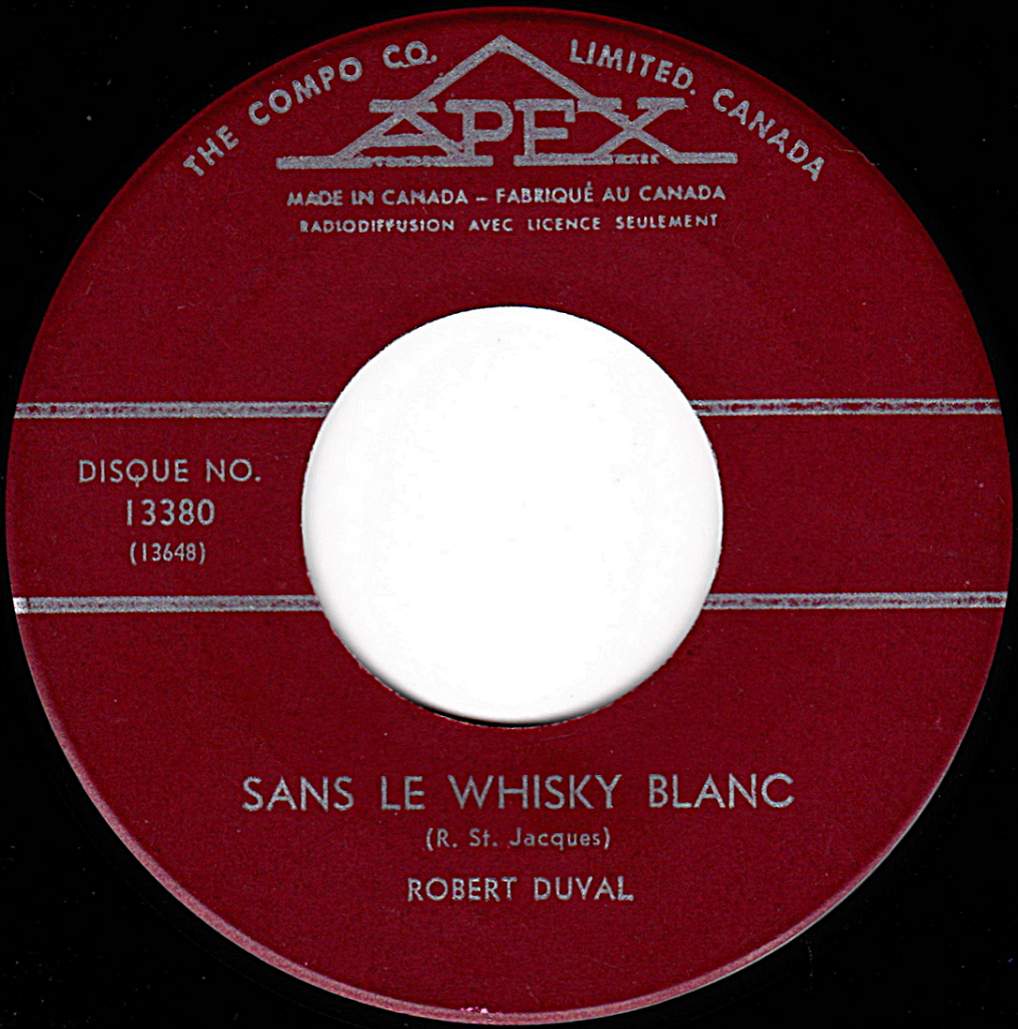 THE COMPO CO. LIMITED. CANADA
APEX
MADE IN CANADA – FABRIQUÉ AU CANADA
RADIODIFFUSION AVEC LICENCE SEULEMENT
DISQUE NO.
13380
(13648)
SANS LE WHISKY BLANC
(R. St. Jacques)
ROBERT DUVAL